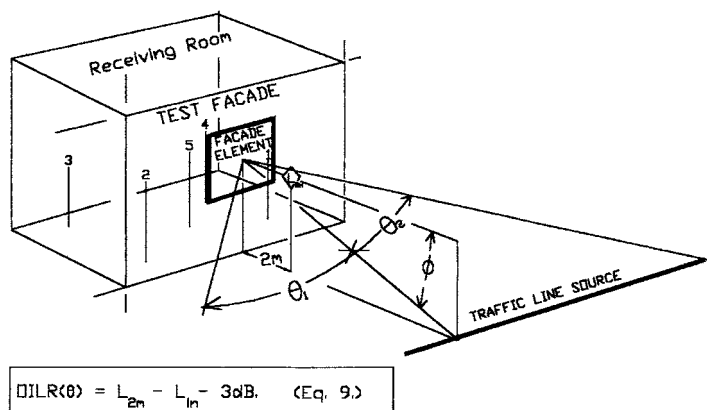 Receiving Room
TEST FACADE
4
FACADE
ELEMENT
5
3
2
1
2m
θ₁
θ₂
ϕ
TRAFFIC LINE SOURCE
OILR(θ) = L₂ₘ - Lᵢₙ - 3dB. (Eq. 9.)